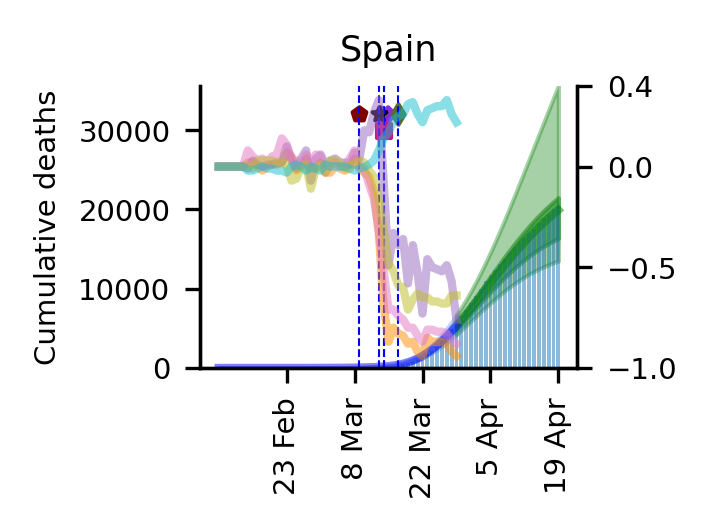 Spain
Cumulative deaths
30000
20000
10000
0
0.4
0.0
−0.5
−1.0
23 Feb
8 Mar
22 Mar
5 Apr
19 Apr